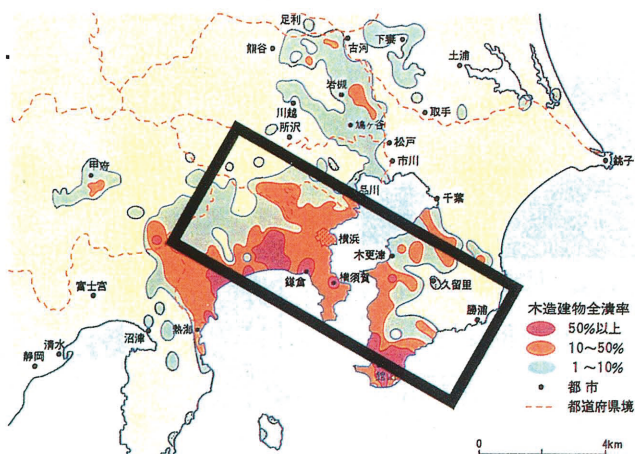 足利
古河
下妻
熊谷
土浦
岩槻
川越
取手
鳩ヶ谷
所沢
松戸
市川
銚子
甲府
品川
千葉
横浜
木更津
横須賀
鎌倉
久留里
富士宮
勝浦
熱海
沼津
清水
静岡
木造建物全潰率
50%以上
10〜50%
1〜10%
都市
都道府県境
0
4km